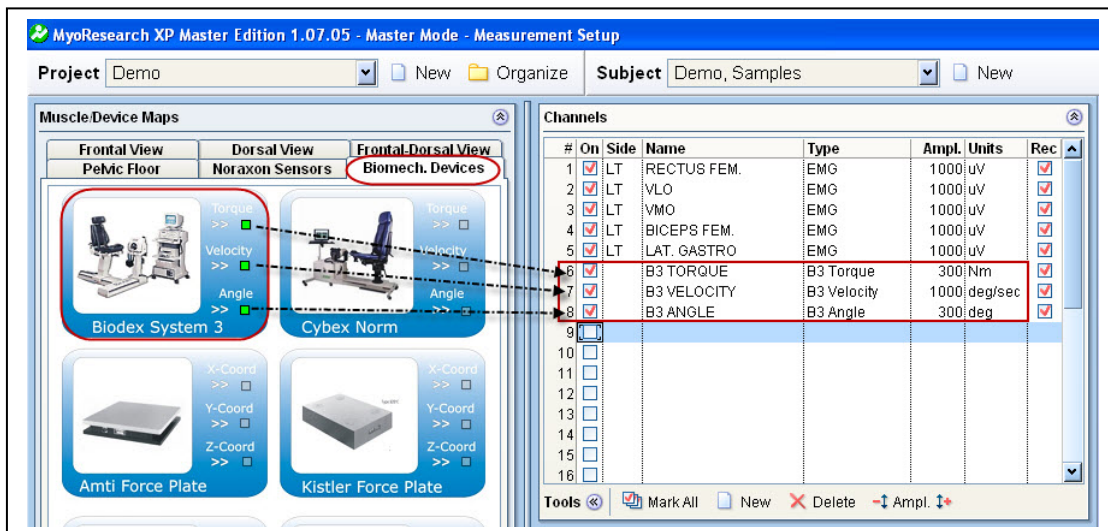 MyoResearch XP Master Edition 1.07.05 - Master Mode - Measurement Setup
Project Demo New Organize Subject Demo, Samples New
Muscle/Device Maps
Frontal View Dorsal View Frontal-Dorsal View
Pelvic Floor Noraxon Sensors Biomech. Devices
Torque
>>
Velocity
>>
Angle
>>
Biodex System 3
Torque
>>
Velocity
>>
Angle
>>
Cybex Norm
X-Coord
>>
Y-Coord
>>
Z-Coord
>>
Amti Force Plate
X-Coord
>>
Y-Coord
>>
Z-Coord
>>
Kistler Force Plate
Channels
# On Side Name Type Ampl. Units Rec
1 LT RECTUS FEM. EMG 1000 uV
2 LT VLO EMG 1000 uV
3 LT VMO EMG 1000 uV
4 LT BICEPS FEM. EMG 1000 uV
5 LT LAT. GASTRO EMG 1000 uV
6 B3 TORQUE B3 Torque 300 Nm
7 B3 VELOCITY B3 Velocity 1000 deg/sec
8 B3 ANGLE B3 Angle 300 deg
9
10
11
12
13
14
15
16
Tools Mark All New Delete Ampl.